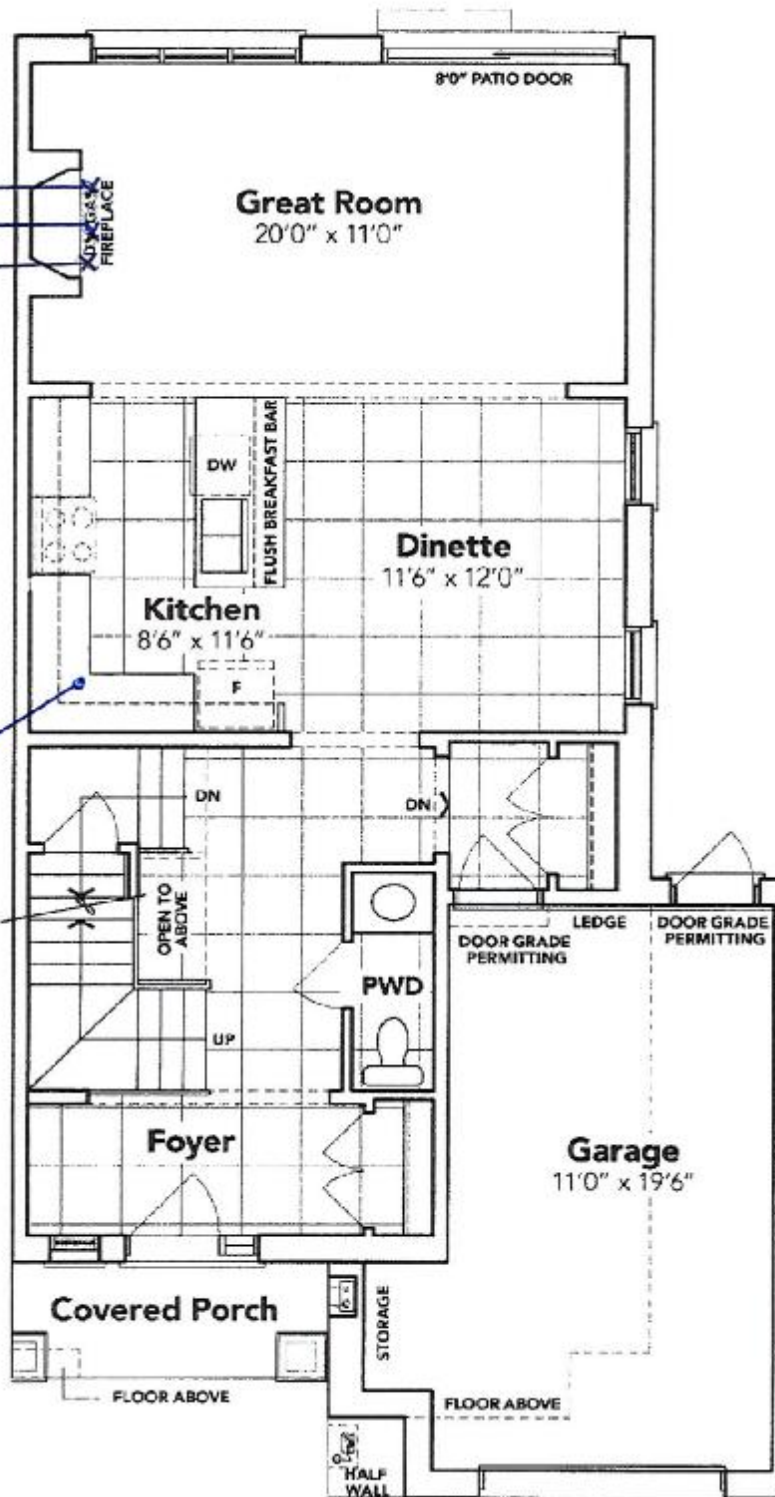 8'0" PATIO DOOR
Great Room
20'0" x 11'0"
GAS
FIREPLACE
DW
FLUSH BREAKFAST BAR
Dinette
11'6" x 12'0"
Kitchen
8'6" x 11'6"
F
DN
DN
OPEN TO
ABOVE
LEDGE
DOOR GRADE
PERMITTING
DOOR GRADE
PERMITTING
PWD
UP
Foyer
Garage
11'0" x 19'6"
Covered Porch
STORAGE
FLOOR ABOVE
FLOOR ABOVE
HALF
WALL